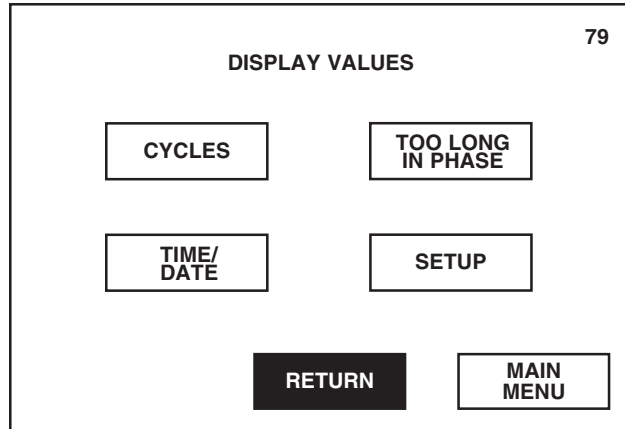 79
DISPLAY VALUES
CYCLES
TOO LONG
IN PHASE
TIME/
DATE
SETUP
RETURN
MAIN
MENU